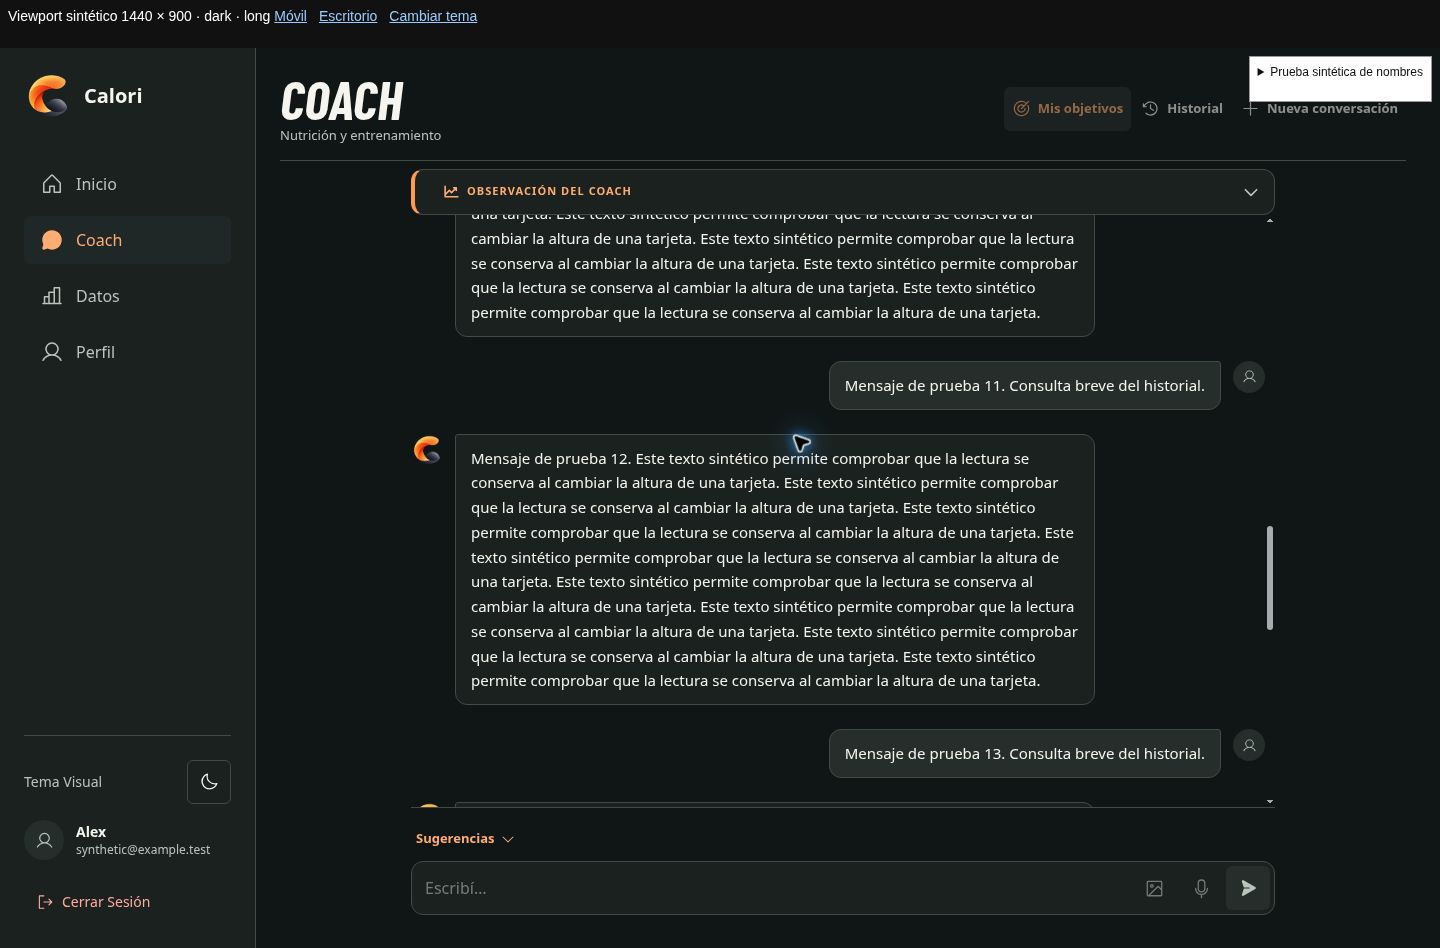 Viewport sintético 1440 × 900 · dark · long Móvil Escritorio Cambiar tema
Calori
Inicio
Coach
Datos
Perfil
Tema Visual
Alex
synthetic@example.test
Cerrar Sesión
COACH
Nutrición y entrenamiento
Mis objetivos
Historial
Nueva conversación
Prueba sintética de nombres
OBSERVACIÓN DEL COACH
una tarjeta. Este texto sintético permite comprobar que la lectura se conserva al
cambiar la altura de una tarjeta. Este texto sintético permite comprobar que la lectura
se conserva al cambiar la altura de una tarjeta. Este texto sintético permite comprobar
que la lectura se conserva al cambiar la altura de una tarjeta. Este texto sintético
permite comprobar que la lectura se conserva al cambiar la altura de una tarjeta.
Mensaje de prueba 11. Consulta breve del historial.
Mensaje de prueba 12. Este texto sintético permite comprobar que la lectura se
conserva al cambiar la altura de una tarjeta. Este texto sintético permite comprobar
que la lectura se conserva al cambiar la altura de una tarjeta. Este texto sintético
permite comprobar que la lectura se conserva al cambiar la altura de una tarjeta. Este
texto sintético permite comprobar que la lectura se conserva al cambiar la altura de
una tarjeta. Este texto sintético permite comprobar que la lectura se conserva al
cambiar la altura de una tarjeta. Este texto sintético permite comprobar que la lectura
se conserva al cambiar la altura de una tarjeta. Este texto sintético permite comprobar
que la lectura se conserva al cambiar la altura de una tarjeta. Este texto sintético
permite comprobar que la lectura se conserva al cambiar la altura de una tarjeta.
Mensaje de prueba 13. Consulta breve del historial.
Sugerencias
Escribí...